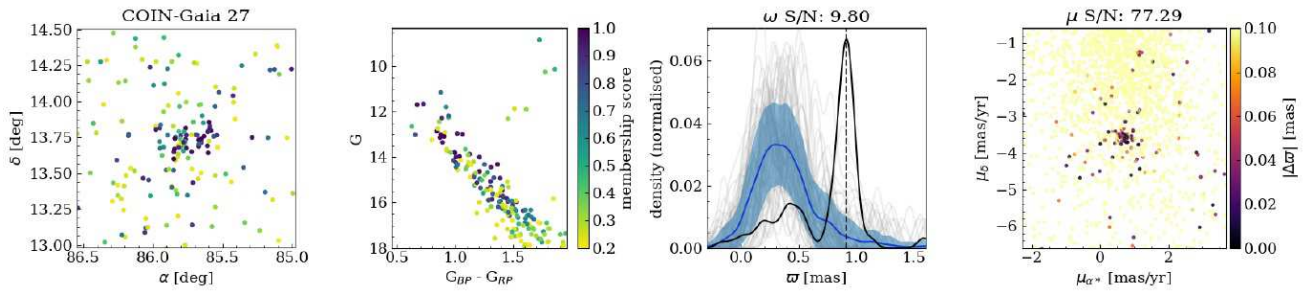 COIN-Gaia 27
14.50
14.25
14.00
13.75
13.50
13.25
13.00
δ [deg]
86.5 86.0 85.5 85.0
α [deg]
8
10
12
14
16
18
G
0.5 1.0 1.5
G_BP - G_RP
1.0
0.9
0.8
0.7
0.6
0.5
0.4
0.3
0.2
membership score
ω S/N: 9.80
0.06
0.04
0.02
0.00
density (normalised)
0.0 0.5 1.0 1.5
ϖ [mas]
μ S/N: 77.29
−1
−2
−3
−4
−5
−6
μδ [mas/yr]
−2 0 2
μα* [mas/yr]
0.10
0.08
0.06
0.04
0.02
0.00
|Δϖ| [mas]